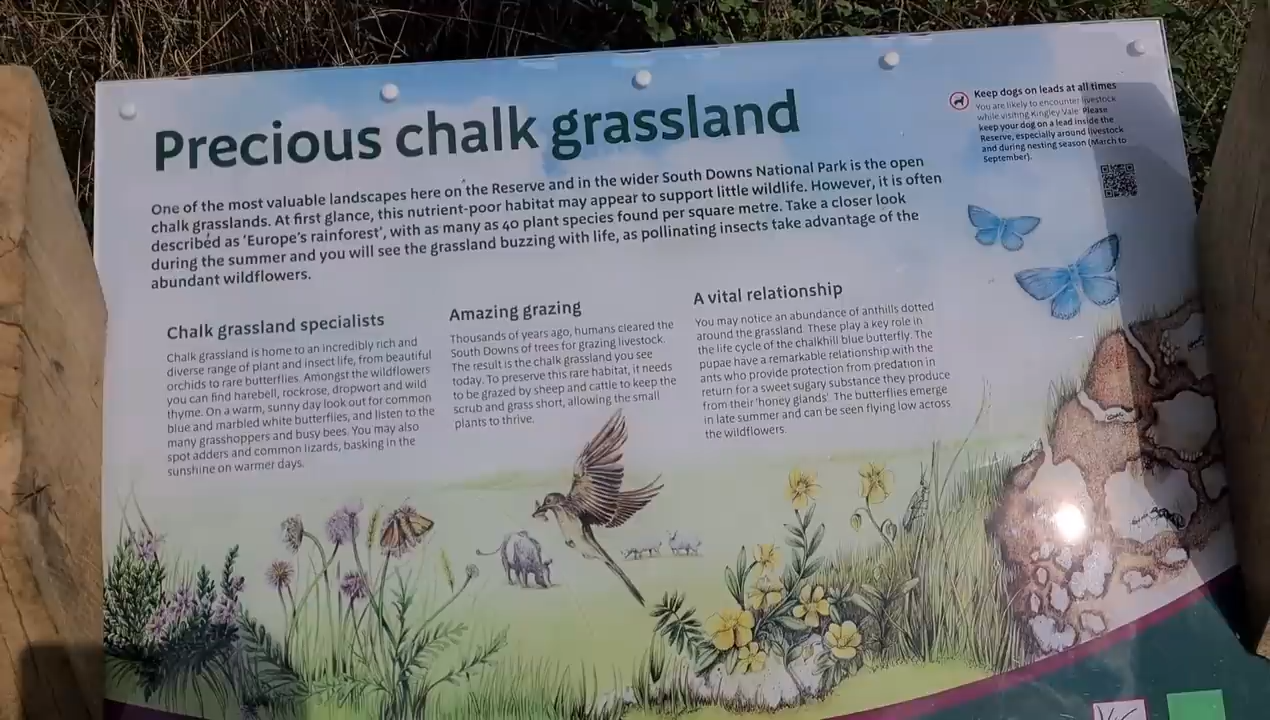 Precious chalk grassland
One of the most valuable landscapes here on the Reserve and in the wider South Downs National Park is the open
chalk grasslands. At first glance, this nutrient-poor habitat may appear to support little wildlife. However, it is often
described as 'Europe's rainforest', with as many as 40 plant species found per square metre. Take a closer look
during the summer and you will see the grassland buzzing with life, as pollinating insects take advantage of the
abundant wildflowers.
Chalk grassland specialists
Chalk grassland is home to an incredibly rich and
diverse range of plant and insect life, from beautiful
orchids to rare butterflies. Amongst the wildflowers
you can find harebell, rockrose, dropwort and wild
thyme. On a warm, sunny day look out for common
blue and marbled white butterflies, and listen to the
many grasshoppers and busy bees. You may also
spot adders and common lizards, basking in the
sunshine on warmer days.
Amazing grazing
Thousands of years ago, humans cleared the
South Downs of trees for grazing livestock.
The result is the chalk grassland you see
today. To preserve this rare habitat, it needs
to be grazed by sheep and cattle to keep the
scrub and grass short, allowing the small
plants to thrive.
A vital relationship
You may notice an abundance of anthills dotted
around the grassland. These play a key role in
the life cycle of the chalkhill blue butterfly. The
pupae have a remarkable relationship with the
ants who provide protection from predation in
return for a sweet sugary substance they produce
from their 'honey glands'. The butterflies emerge
in late summer and can be seen flying low across
the wildflowers.
Keep dogs on leads at all times
You are likely to encounter livestock
while visiting Kingley Vale. Please
keep your dog on a lead inside the
Reserve, especially around livestock
and during nesting season (March to
September).